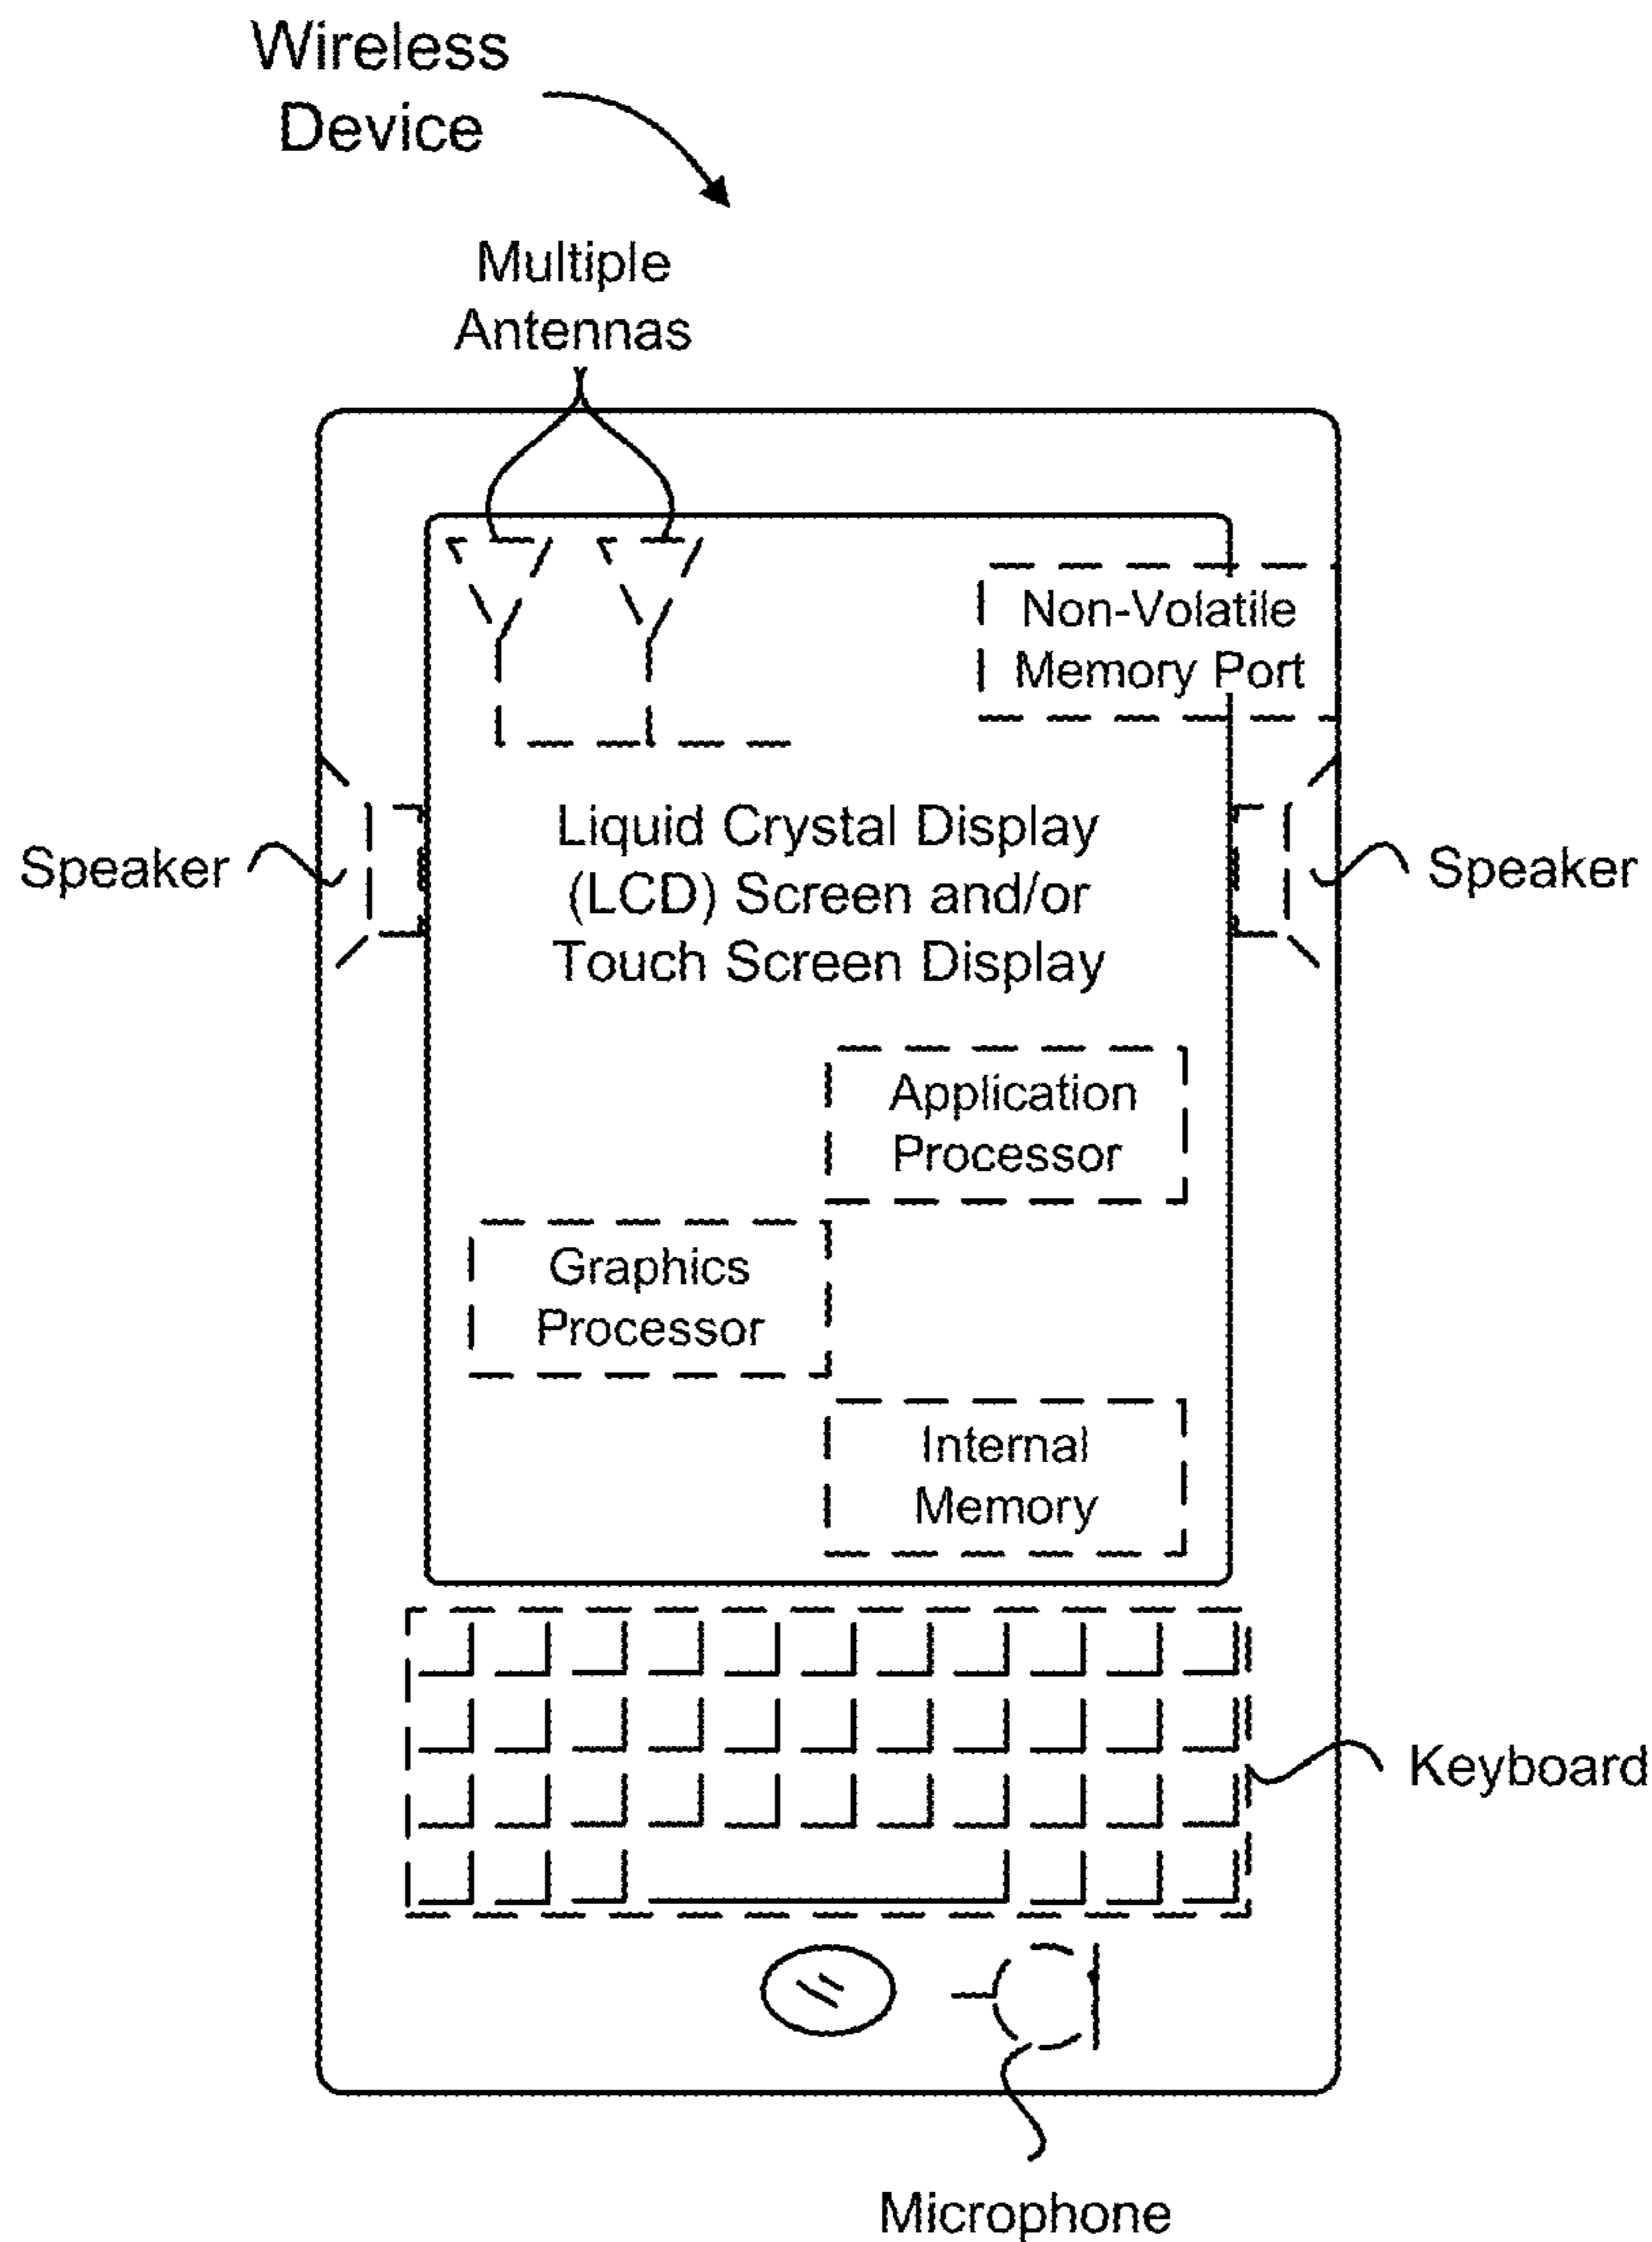 Wireless
Device
Multiple
Antennas
Non-Volatile
Memory Port
Speaker
Liquid Crystal Display
(LCD) Screen and/or
Touch Screen Display
Speaker
Application
Processor
Graphics
Processor
Internal
Memory
Keyboard
Microphone